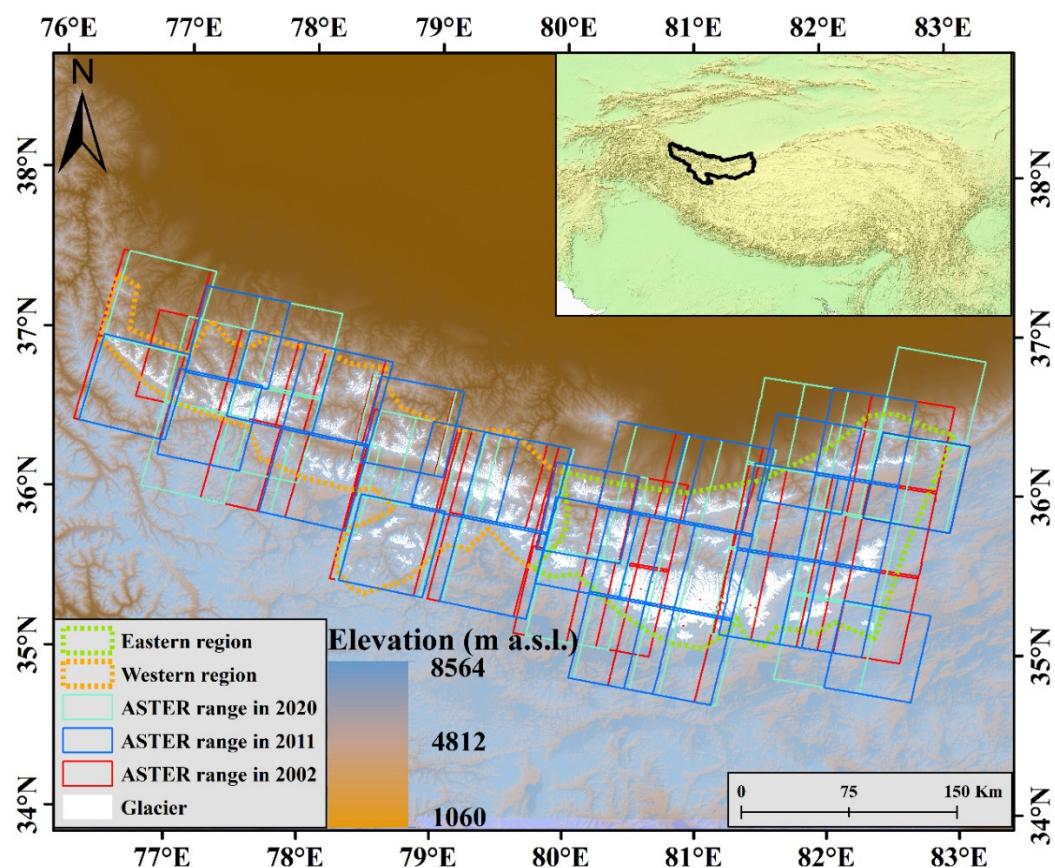 76°E 77°E 78°E 79°E 80°E 81°E 82°E 83°E
N
38°N
37°N
36°N
35°N
34°N
38°N
37°N
36°N
35°N
34°N
Eastern region
Western region
ASTER range in 2020
ASTER range in 2011
ASTER range in 2002
Glacier
Elevation (m a.s.l.)
8564
4812
1060
0 75 150 Km
77°E 78°E 79°E 80°E 81°E 82°E 83°E